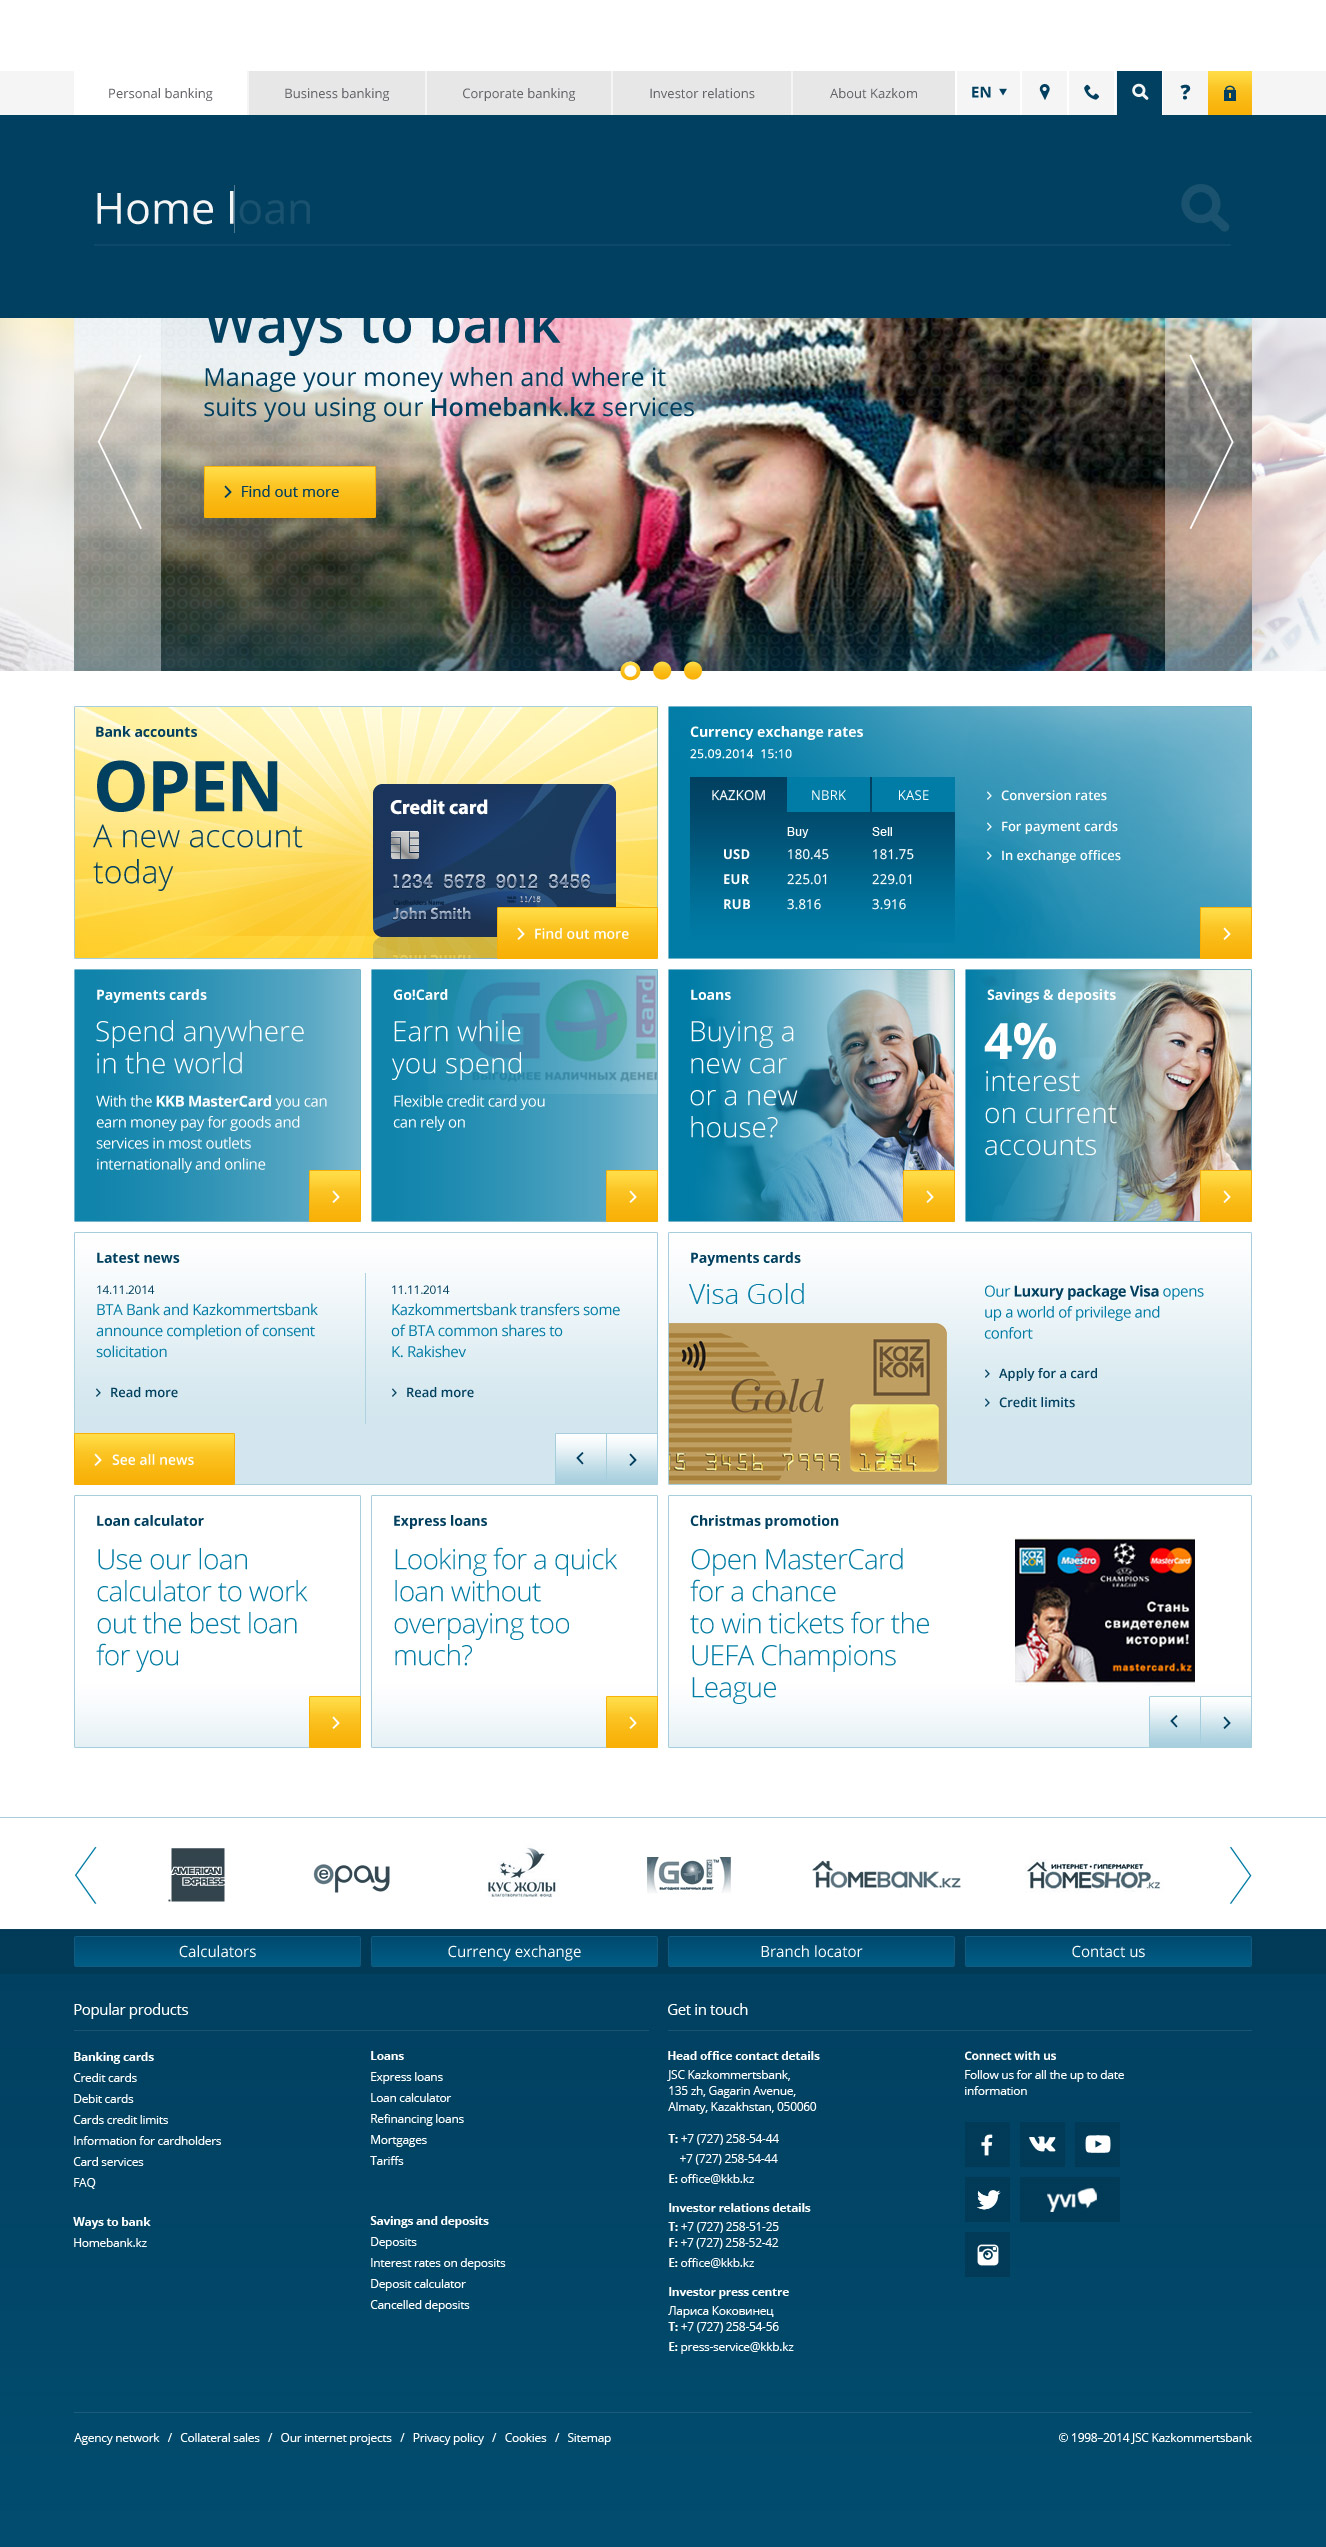 Personal banking
Business banking
Corporate banking
Investor relations
About Kazkom
EN
?
Home loan
Ways to bank
Manage your money when and where it
suits you using our Homebank.kz services
Find out more
Bank accounts
OPEN
A new account
today
Credit card
1234 5678 9012 3456
11/18
John Smith
Find out more
Currency exchange rates
25.09.2014 15:10
KAZKOM NBRK KASE
Buy Sell
USD 180.45 181.75
EUR 225.01 229.01
RUB 3.816 3.916
Conversion rates
For payment cards
In exchange offices
Payments cards
Spend anywhere
in the world
With the KKB MasterCard you can
earn money pay for goods and
services in most outlets
internationally and online
Go!Card
GO! card
ВЫГОДНЕЕ НАЛИЧНЫХ ДЕНЕГ
Earn while
you spend
Flexible credit card you
can rely on
Loans
Buying a
new car
or a new
house?
Savings & deposits
4%
interest
on current
accounts
Latest news
14.11.2014
BTA Bank and Kazkommertsbank
announce completion of consent
solicitation
Read more
11.11.2014
Kazkommertsbank transfers some
of BTA common shares to
K. Rakishev
Read more
See all news
Payments cards
Visa Gold
KAZ
KOM
Gold
5 3456 7999 1234
Our Luxury package Visa opens
up a world of privilege and
confort
Apply for a card
Credit limits
Loan calculator
Use our loan
calculator to work
out the best loan
for you
Express loans
Looking for a quick
loan without
overpaying too
much?
Christmas promotion
Open MasterCard
for a chance
to win tickets for the
UEFA Champions
League
KAZ
KOM
Maestro
MasterCard
CHAMPIONS
LEAGUE
Стань
свидетелем
истории!
mastercard.kz
AMERICAN
EXPRESS
epay
КУС ЖОЛЫ
БЛАГОТВОРИТЕЛЬНЫЙ ФОНД
GO! card
ВЫГОДНЕЕ НАЛИЧНЫХ ДЕНЕГ
HOMEBANK.KZ
ИНТЕРНЕТ • ГИПЕРМАРКЕТ
HOMESHOP.KZ
Calculators
Currency exchange
Branch locator
Contact us
Popular products
Banking cards
Credit cards
Debit cards
Cards credit limits
Information for cardholders
Card services
FAQ
Ways to bank
Homebank.kz
Loans
Express loans
Loan calculator
Refinancing loans
Mortgages
Tariffs
Savings and deposits
Deposits
Interest rates on deposits
Deposit calculator
Cancelled deposits
Get in touch
Head office contact details
JSC Kazkommertsbank,
135 zh, Gagarin Avenue,
Almaty, Kazakhstan, 050060
T: +7 (727) 258-54-44
+7 (727) 258-54-44
E: office@kkb.kz
Investor relations details
T: +7 (727) 258-51-25
F: +7 (727) 258-52-42
E: office@kkb.kz
Investor press centre
Лариса Коковинец
T: +7 (727) 258-54-56
E: press-service@kkb.kz
Connect with us
Follow us for all the up to date
information
yvi
Agency network / Collateral sales / Our internet projects / Privacy policy / Cookies / Sitemap
© 1998–2014 JSC Kazkommertsbank